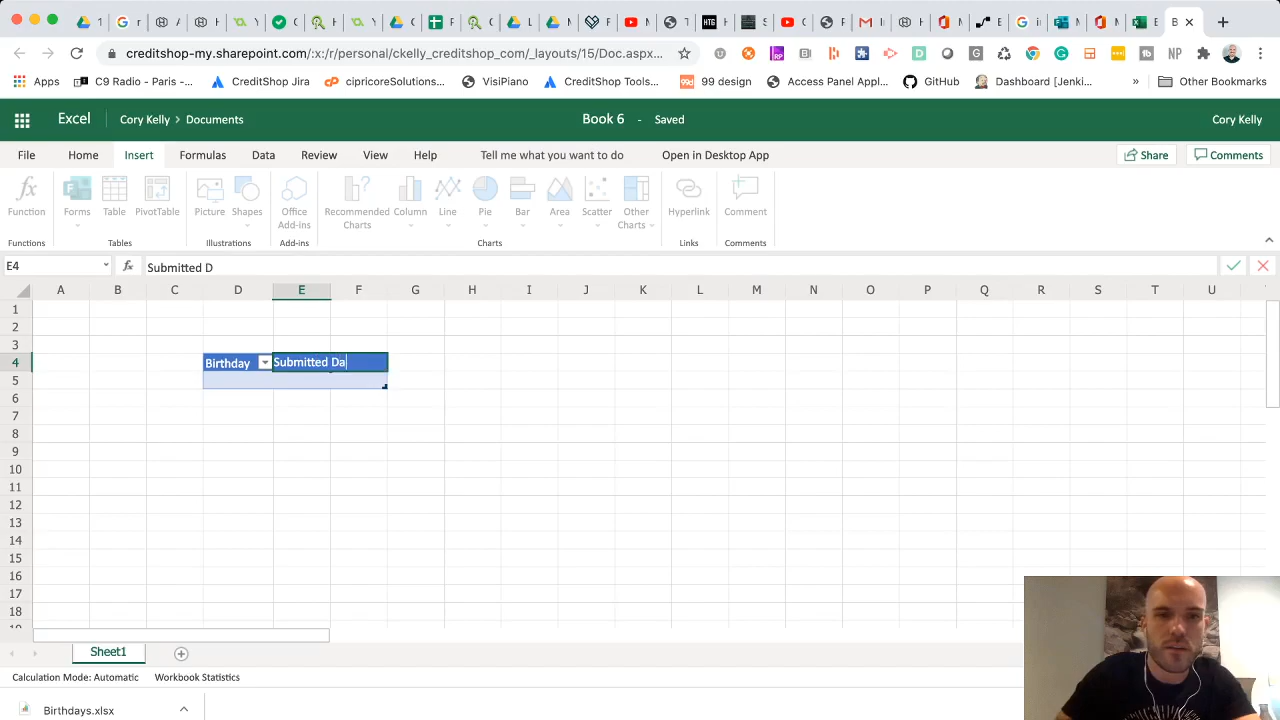 creditshop-my.sharepoint.com/:x:/r/personal/ckelly_creditshop_com/_layouts/15/Doc.aspx...
Apps C9 Radio - Paris -... CreditShop Jira cipricoreSolutions... VisiPiano CreditShop Tools... 99 design Access Panel Appl... GitHub Dashboard [Jenki... » Other Bookmarks
Excel Cory Kelly > Documents Book 6 - Saved Cory Kelly
File Home Insert Formulas Data Review View Help Tell me what you want to do Open in Desktop App Share Comments
Function Forms Table PivotTable Picture Shapes Office Add-ins Recommended Charts Column Line Pie Bar Area Scatter Other Charts Hyperlink Comment
Functions Tables Illustrations Add-ins Charts Links Comments
E4 fx Submitted D
A B C D E F G H I J K L M N O P Q R S T U
1
2
3
4 Birthday Submitted Da
5
6
7
8
9
10
11
12
13
14
15
16
17
18
Sheet1
Calculation Mode: Automatic Workbook Statistics
Birthdays.xlsx